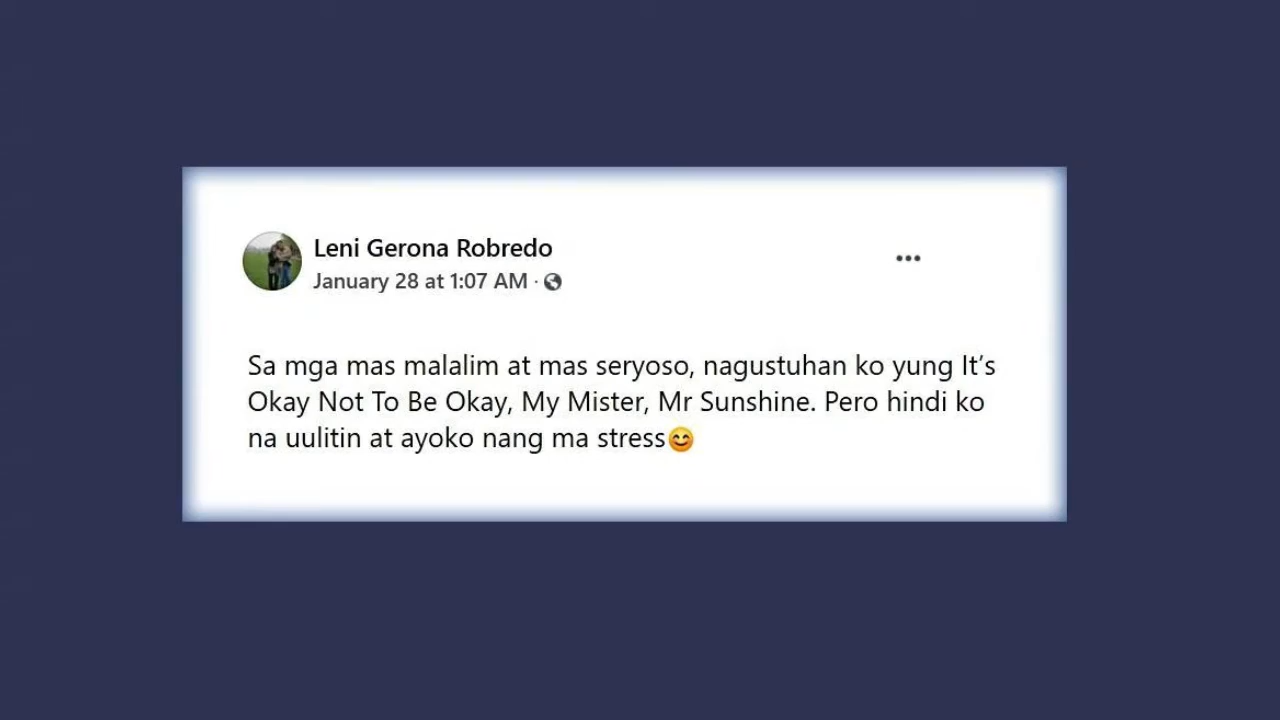 Leni Gerona Robredo
January 28 at 1:07 AM ·
Sa mga mas malalim at mas seryoso, nagustuhan ko yung It’s
Okay Not To Be Okay, My Mister, Mr Sunshine. Pero hindi ko
na uulitin at ayoko nang ma stress😊